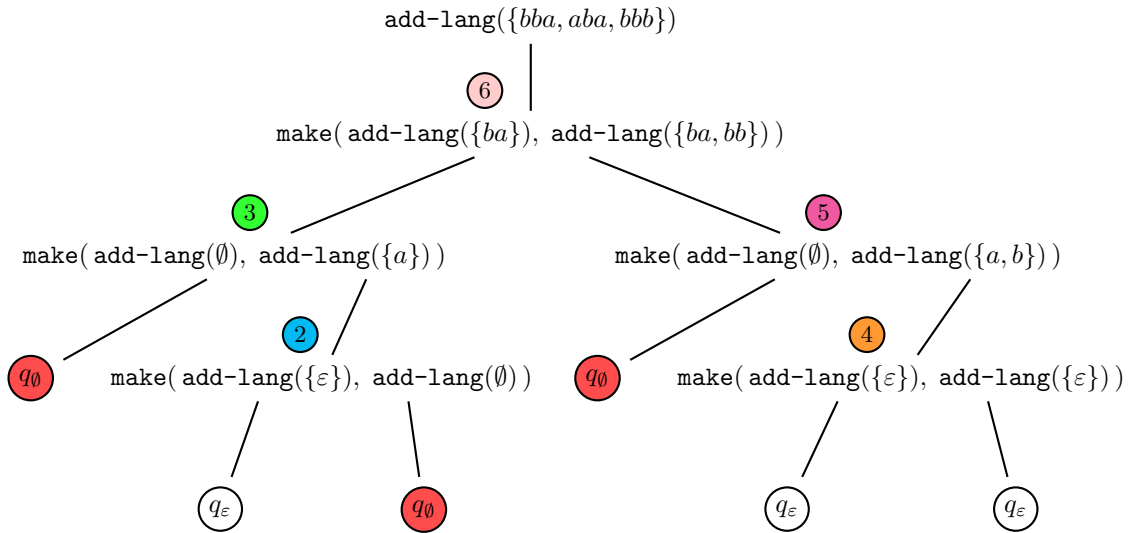 add-lang({bba, aba, bbb})
6
make( add-lang({ba}), add-lang({ba, bb}) )
3
5
make( add-lang(∅), add-lang({a}) )
make( add-lang(∅), add-lang({a, b}) )
2
4
q∅
make( add-lang({ε}), add-lang(∅) )
q∅
make( add-lang({ε}), add-lang({ε}) )
qε
q∅
qε
qε